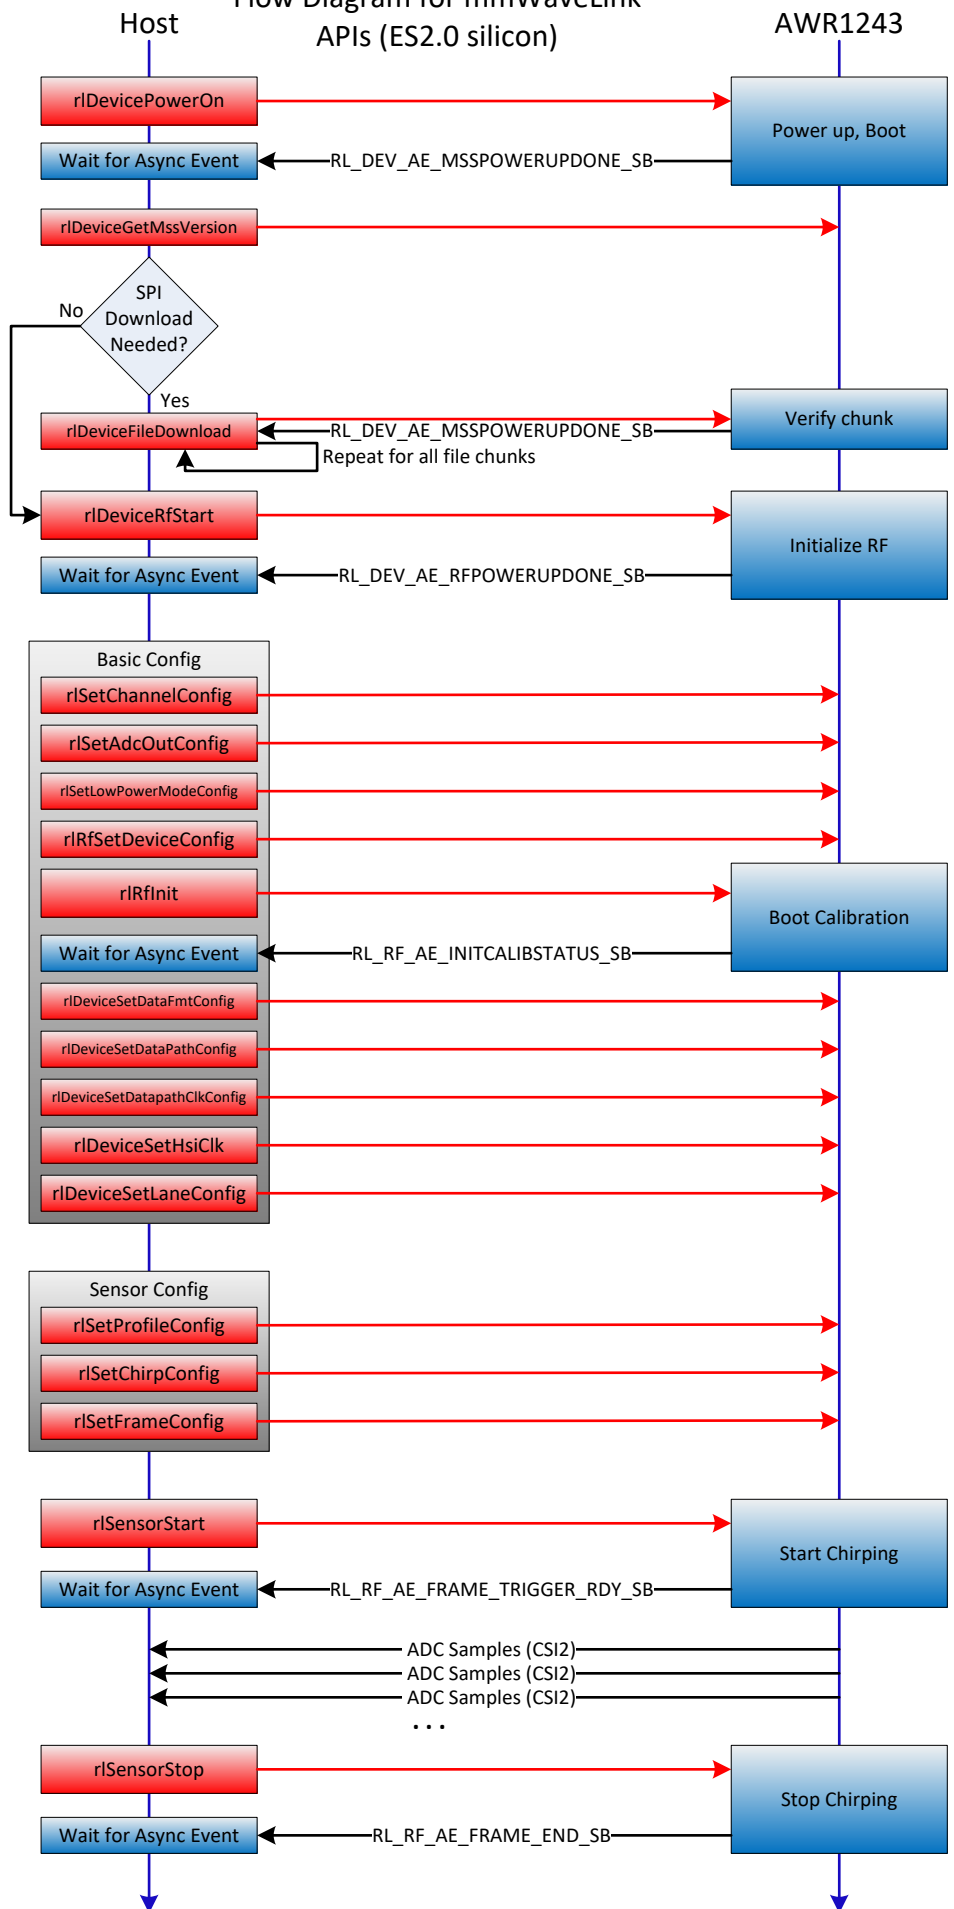 Flow Diagram for mmWaveLink
APIs (ES2.0 silicon)
Host
AWR1243
rlDevicePowerOn
Power up, Boot
Wait for Async Event
RL_DEV_AE_MSSPOWERUPDONE_SB
rlDeviceGetMssVersion
SPI
Download
Needed?
No
Yes
rlDeviceFileDownload
RL_DEV_AE_MSSPOWERUPDONE_SB
Verify chunk
Repeat for all file chunks
rlDeviceRfStart
Initialize RF
Wait for Async Event
RL_DEV_AE_RFPOWERUPDONE_SB
Basic Config
rlSetChannelConfig
rlSetAdcOutConfig
rlSetLowPowerModeConfig
rlRfSetDeviceConfig
rlRfInit
Boot Calibration
Wait for Async Event
RL_RF_AE_INITCALIBSTATUS_SB
rlDeviceSetDataFmtConfig
rlDeviceSetDataPathConfig
rlDeviceSetDatapathClkConfig
rlDeviceSetHsiClk
rlDeviceSetLaneConfig
Sensor Config
rlSetProfileConfig
rlSetChirpConfig
rlSetFrameConfig
rlSensorStart
Start Chirping
Wait for Async Event
RL_RF_AE_FRAME_TRIGGER_RDY_SB
ADC Samples (CSI2)
ADC Samples (CSI2)
ADC Samples (CSI2)
. . .
rlSensorStop
Stop Chirping
Wait for Async Event
RL_RF_AE_FRAME_END_SB